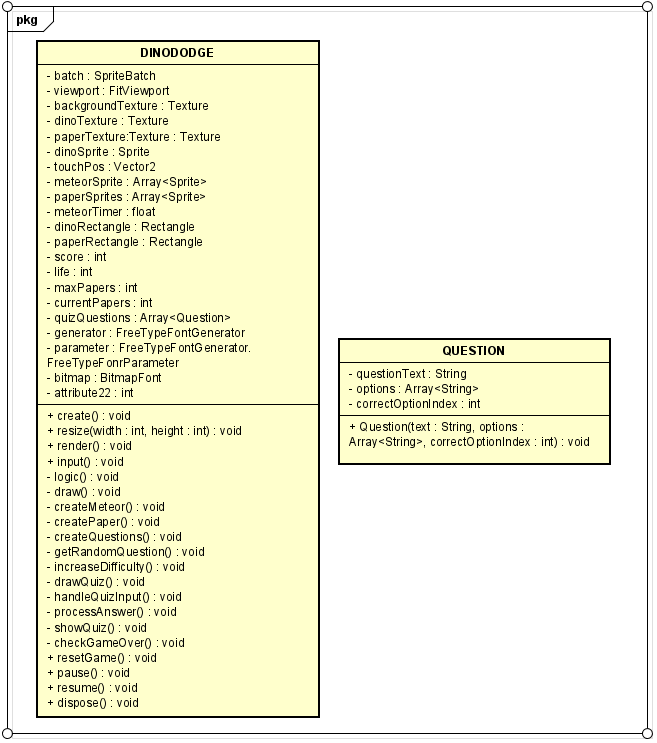 pkg
DINODODGE
- batch : SpriteBatch
- viewport : FitViewport
- backgroundTexture : Texture
- dinoTexture : Texture
- paperTexture:Texture : Texture
- dinoSprite : Sprite
- touchPos : Vector2
- meteorSprite : Array<Sprite>
- paperSprites : Array<Sprite>
- meteorTimer : float
- dinoRectangle : Rectangle
- paperRectangle : Rectangle
- score : int
- life : int
- maxPapers : int
- currentPapers : int
- quizQuestions : Array<Question>
- generator : FreeTypeFontGenerator
- parameter : FreeTypeFontGenerator.
FreeTypeFonrParameter
- bitmap : BitmapFont
- attribute22 : int
+ create() : void
+ resize(width : int, height : int) : void
+ render() : void
+ input() : void
- logic() : void
- draw() : void
- createMeteor() : void
- createPaper() : void
- createQuestions() : void
- getRandomQuestion() : void
- increaseDifficulty() : void
- drawQuiz() : void
- handleQuizInput() : void
- processAnswer() : void
- showQuiz() : void
- checkGameOver() : void
+ resetGame() : void
+ pause() : void
+ resume() : void
+ dispose() : void
QUESTION
- questionText : String
- options : Array<String>
- correctOptionIndex : int
+ Question(text : String, options :
Array<String>, correctOptionIndex : int) : void